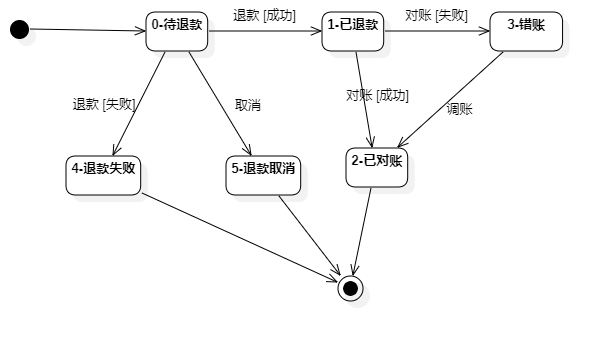 退款 [成功]
对账 [失败]
0-待退款
1-已退款
3-错账
退款 [失败]
取消
对账 [成功]
调账
4-退款失败
5-退款取消
2-已对账